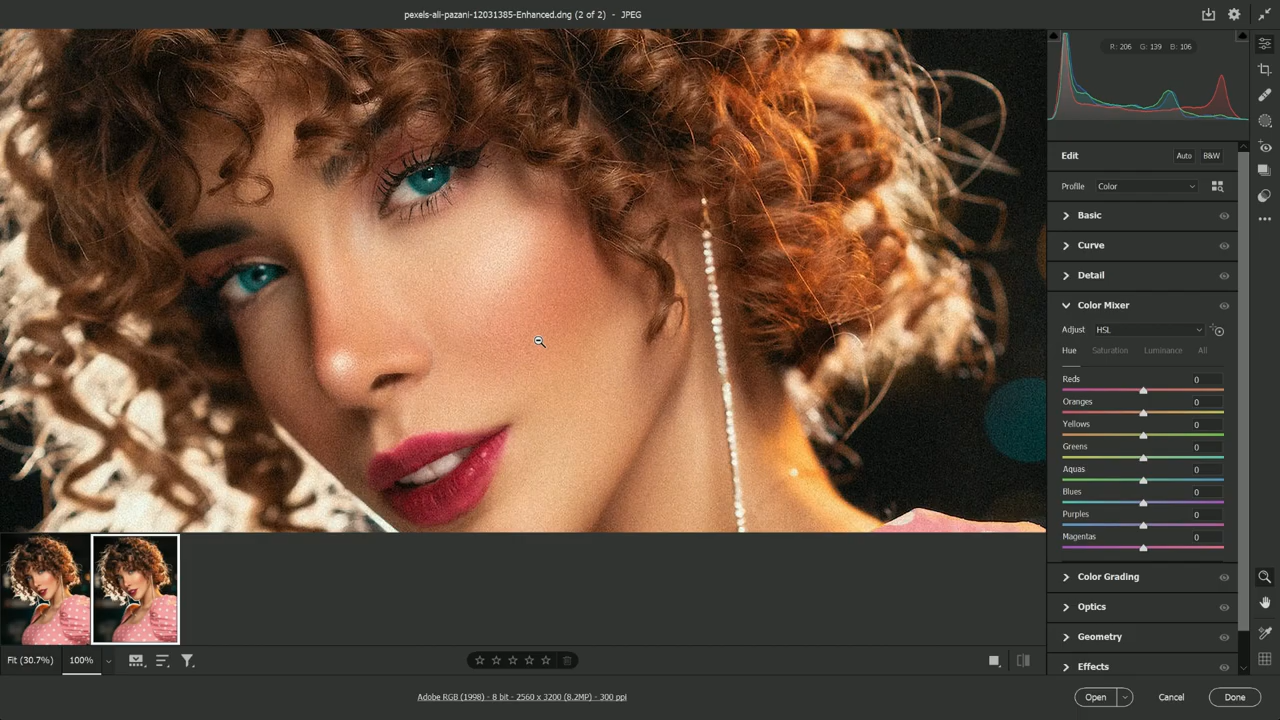 pexels-ali-pazani-12031385-Enhanced.dng (2 of 2) - JPEG
R: 206 G: 139 B: 106
Edit Auto B&W
Profile Color
Basic
Curve
Detail
Color Mixer
Adjust HSL
Hue Saturation Luminance All
Reds 0
Oranges 0
Yellows 0
Greens 0
Aquas 0
Blues 0
Purples 0
Magentas 0
Color Grading
Optics
Geometry
Effects
Fit (30.7%) 100%
Adobe RGB (1998) - 8 bit - 2560 x 3200 (8.2MP) - 300 ppi
Open Cancel Done